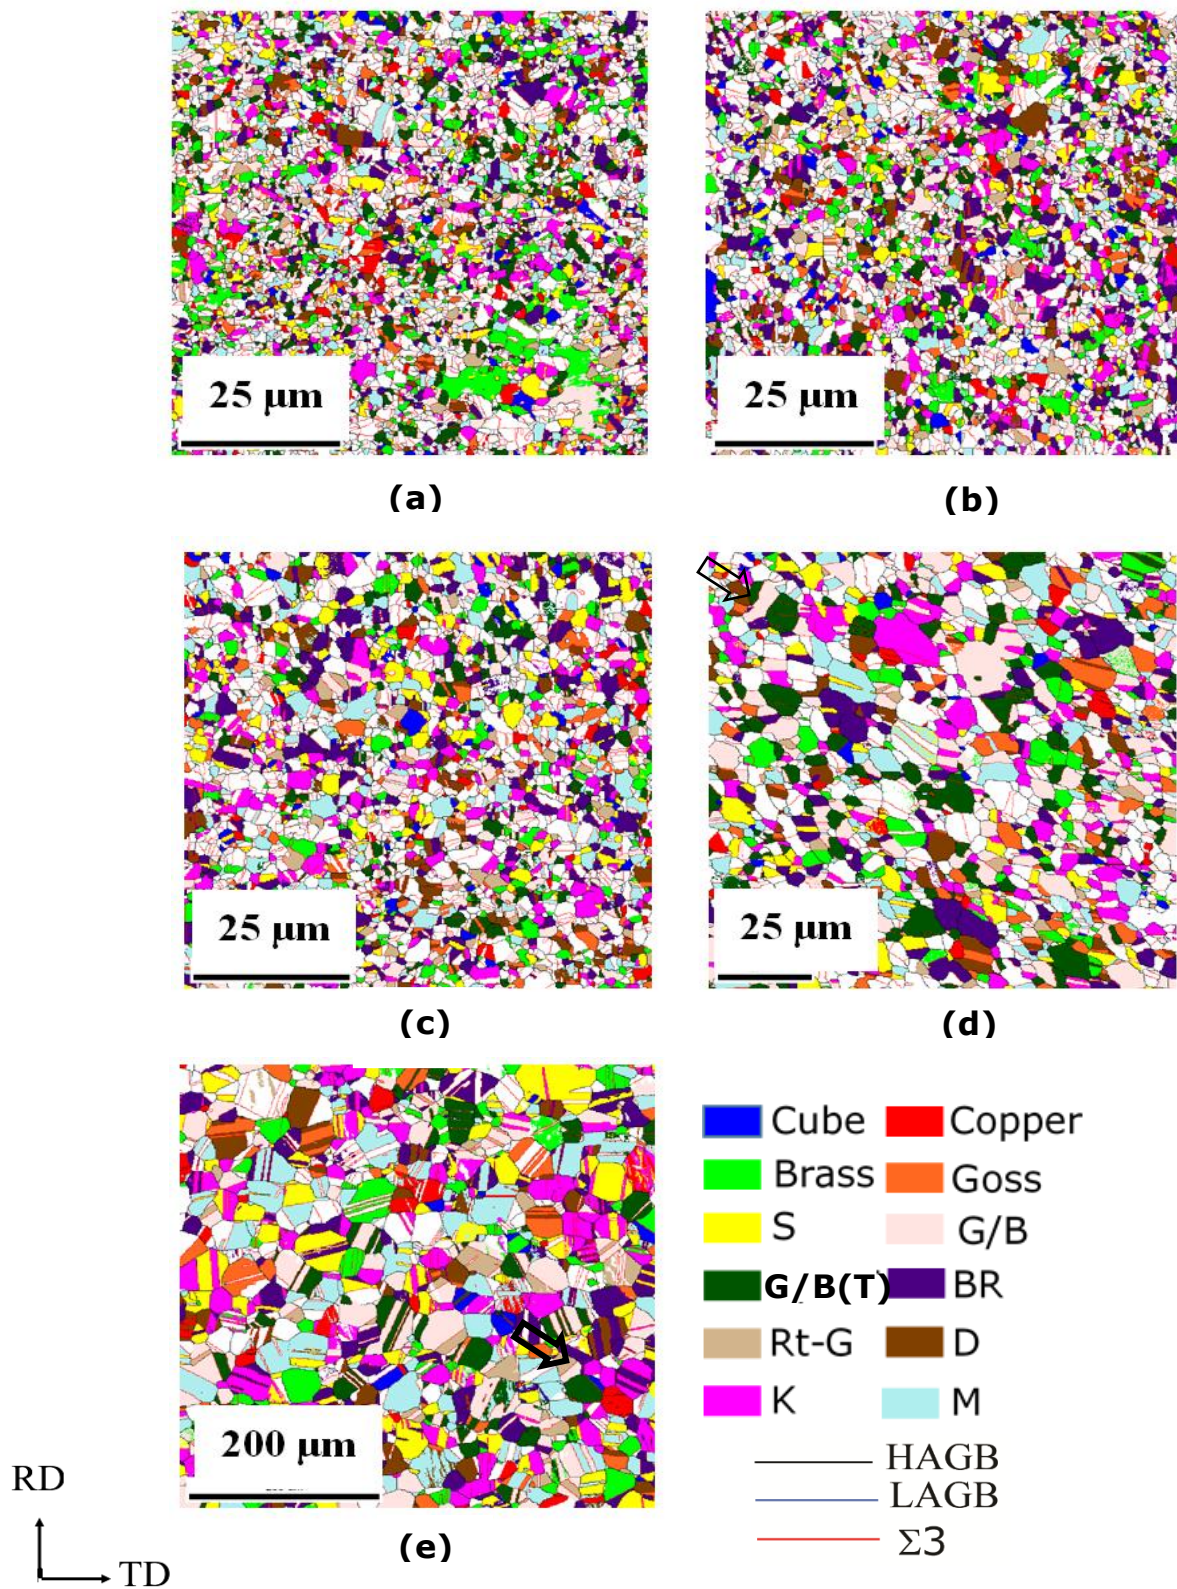 25 µm
25 µm
(a)
(b)
25 µm
25 µm
(c)
(d)
200 µm
(e)
Cube
Copper
Brass
Goss
S
G/B
G/B(T)
BR
Rt-G
D
K
M
HAGB
LAGB
Σ3
RD
TD